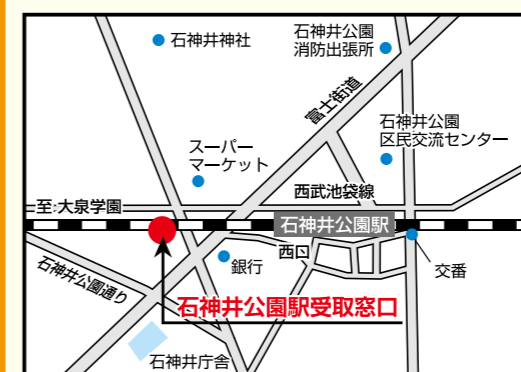 石神井神社
石神井公園
消防出張所
富士街道
石神井公園
区民交流センター
スーパー
マーケット
西武池袋線
至 大泉学園
石神井公園駅
西口
銀行
交番
石神井公園通り
石神井公園駅受取窓口
石神井庁舎